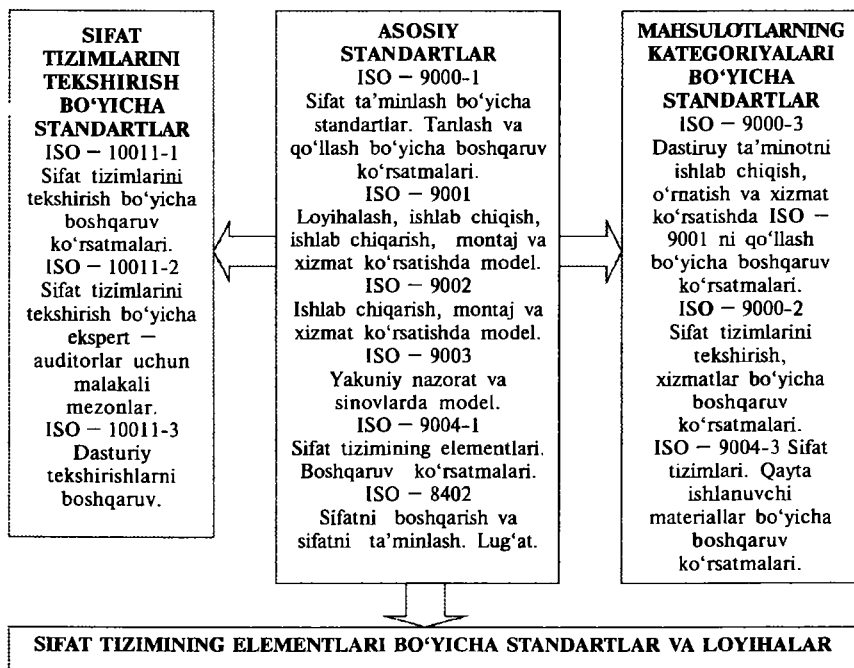 SIFAT
TIZIMLARINI
TEKSHIRISH
BO‘YICHA
STANDARTLAR
ISO — 10011-1
Sifat tizimlarini
tekshirish bo‘yicha
boshqaruv
ko‘rsatmalari.
ISO — 10011-2
Sifat tizimlarini
tekshirish bo‘yicha
ekspert —
auditorlar uchun
malakali
mezonlar.
ISO — 10011-3
Dasturiy
tekshirishlarni
boshqaruv.
ASOSIY
STANDARTLAR
ISO — 9000-1
Sifat ta’minlash bo‘yicha
standartlar. Tanlash va
qo‘llash bo‘yicha boshqaruv
ko‘rsatmalari.
ISO — 9001
Loyihalash, ishlab chiqish,
ishlab chiqarish, montaj va
xizmat ko‘rsatishda model.
ISO — 9002
Ishlab chiqarish, montaj va
xizmat ko‘rsatishda model.
ISO — 9003
Yakuniy nazorat va
sinovlarda model.
ISO — 9004-1
Sifat tizimining elementlari.
Boshqaruv ko‘rsatmalari.
ISO — 8402
Sifatni boshqarish va
sifatni ta’minlash. Lug‘at.
MAHSULOTLARNING
KATEGORIYALARI
BO‘YICHA
STANDARTLAR
ISO — 9000-3
Dastiruy ta’minotni
ishlab chiqish,
o‘rnatish va xizmat
ko‘rsatishda ISO —
9001 ni qo‘llash
bo‘yicha boshqaruv
ko‘rsatmalari.
ISO — 9000-2
Sifat tizimlarini
tekshirish,
xizmatlar bo‘yicha
boshqaruv
ko‘rsatmalari.
ISO — 9004-3 Sifat
tizimlari. Qayta
ishlanuvchi
materiallar bo‘yicha
boshqaruv
ko‘rsatmalari.
SIFAT TIZIMINING ELEMENTLARI BO‘YICHA STANDARTLAR VA LOYIHALAR